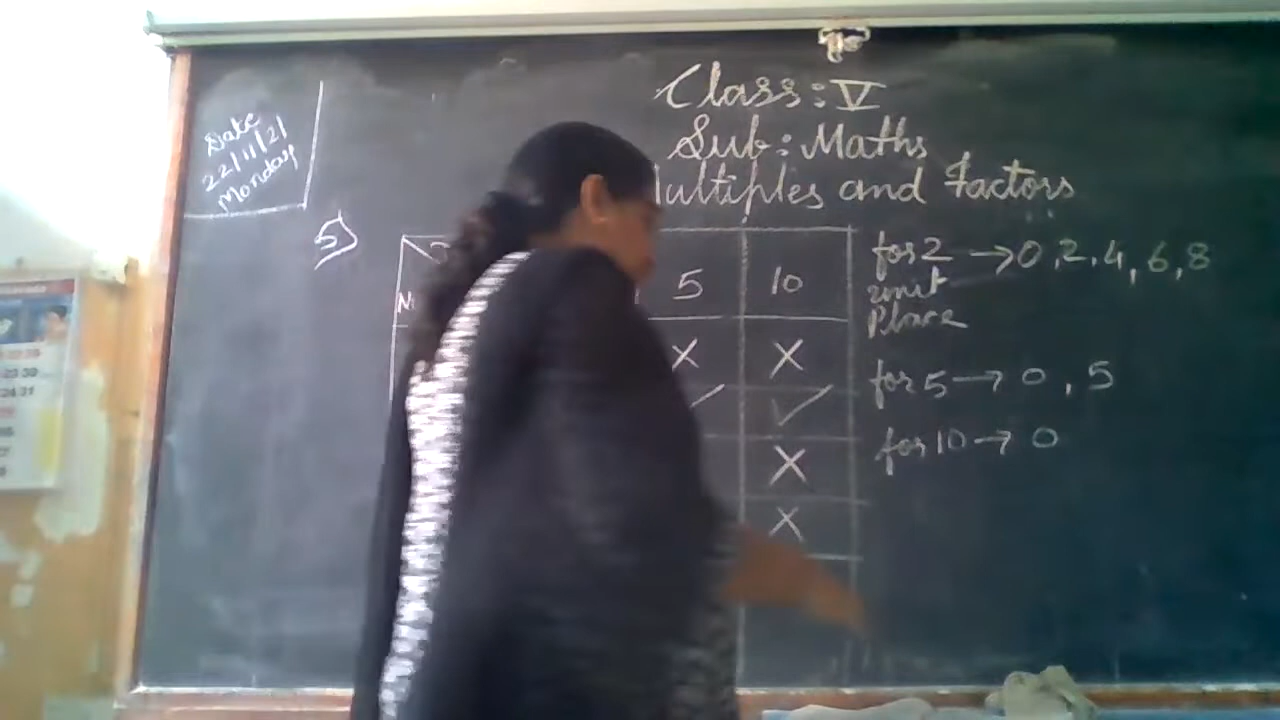 Class : V
Sub : Maths
Multiples and Factors
Date
22/11/21
Monday
5)
5 10
X X
✓ ✓
X
X
for 2 → 0, 2, 4, 6, 8
unit
Place
for 5 → 0, 5
for 10 → 0